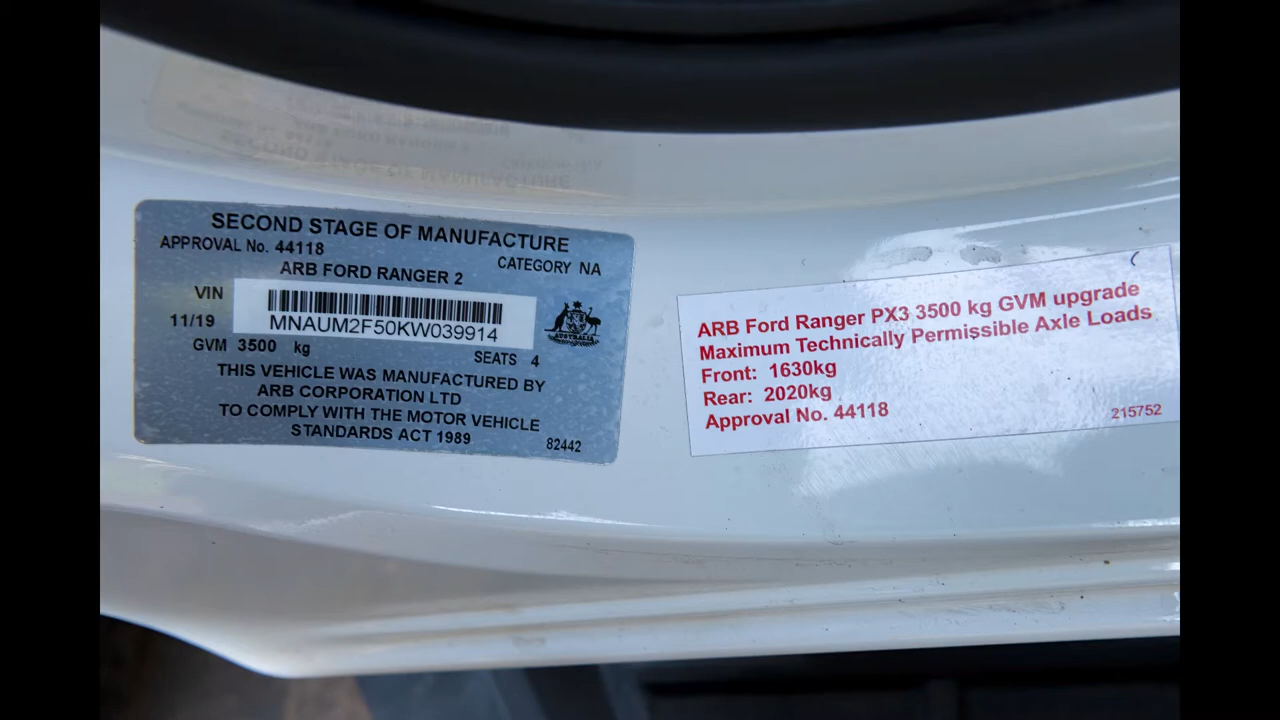 SECOND STAGE OF MANUFACTURE
APPROVAL No. 44118
CATEGORY NA
ARB FORD RANGER 2
VIN
11/19
MNAUM2F50KW039914
AUSTRALIA
GVM 3500 kg
SEATS 4
THIS VEHICLE WAS MANUFACTURED BY
ARB CORPORATION LTD
TO COMPLY WITH THE MOTOR VEHICLE
STANDARDS ACT 1989
82442
ARB Ford Ranger PX3 3500 kg GVM upgrade
Maximum Technically Permissible Axle Loads
Front: 1630kg
Rear: 2020kg
Approval No. 44118
215752